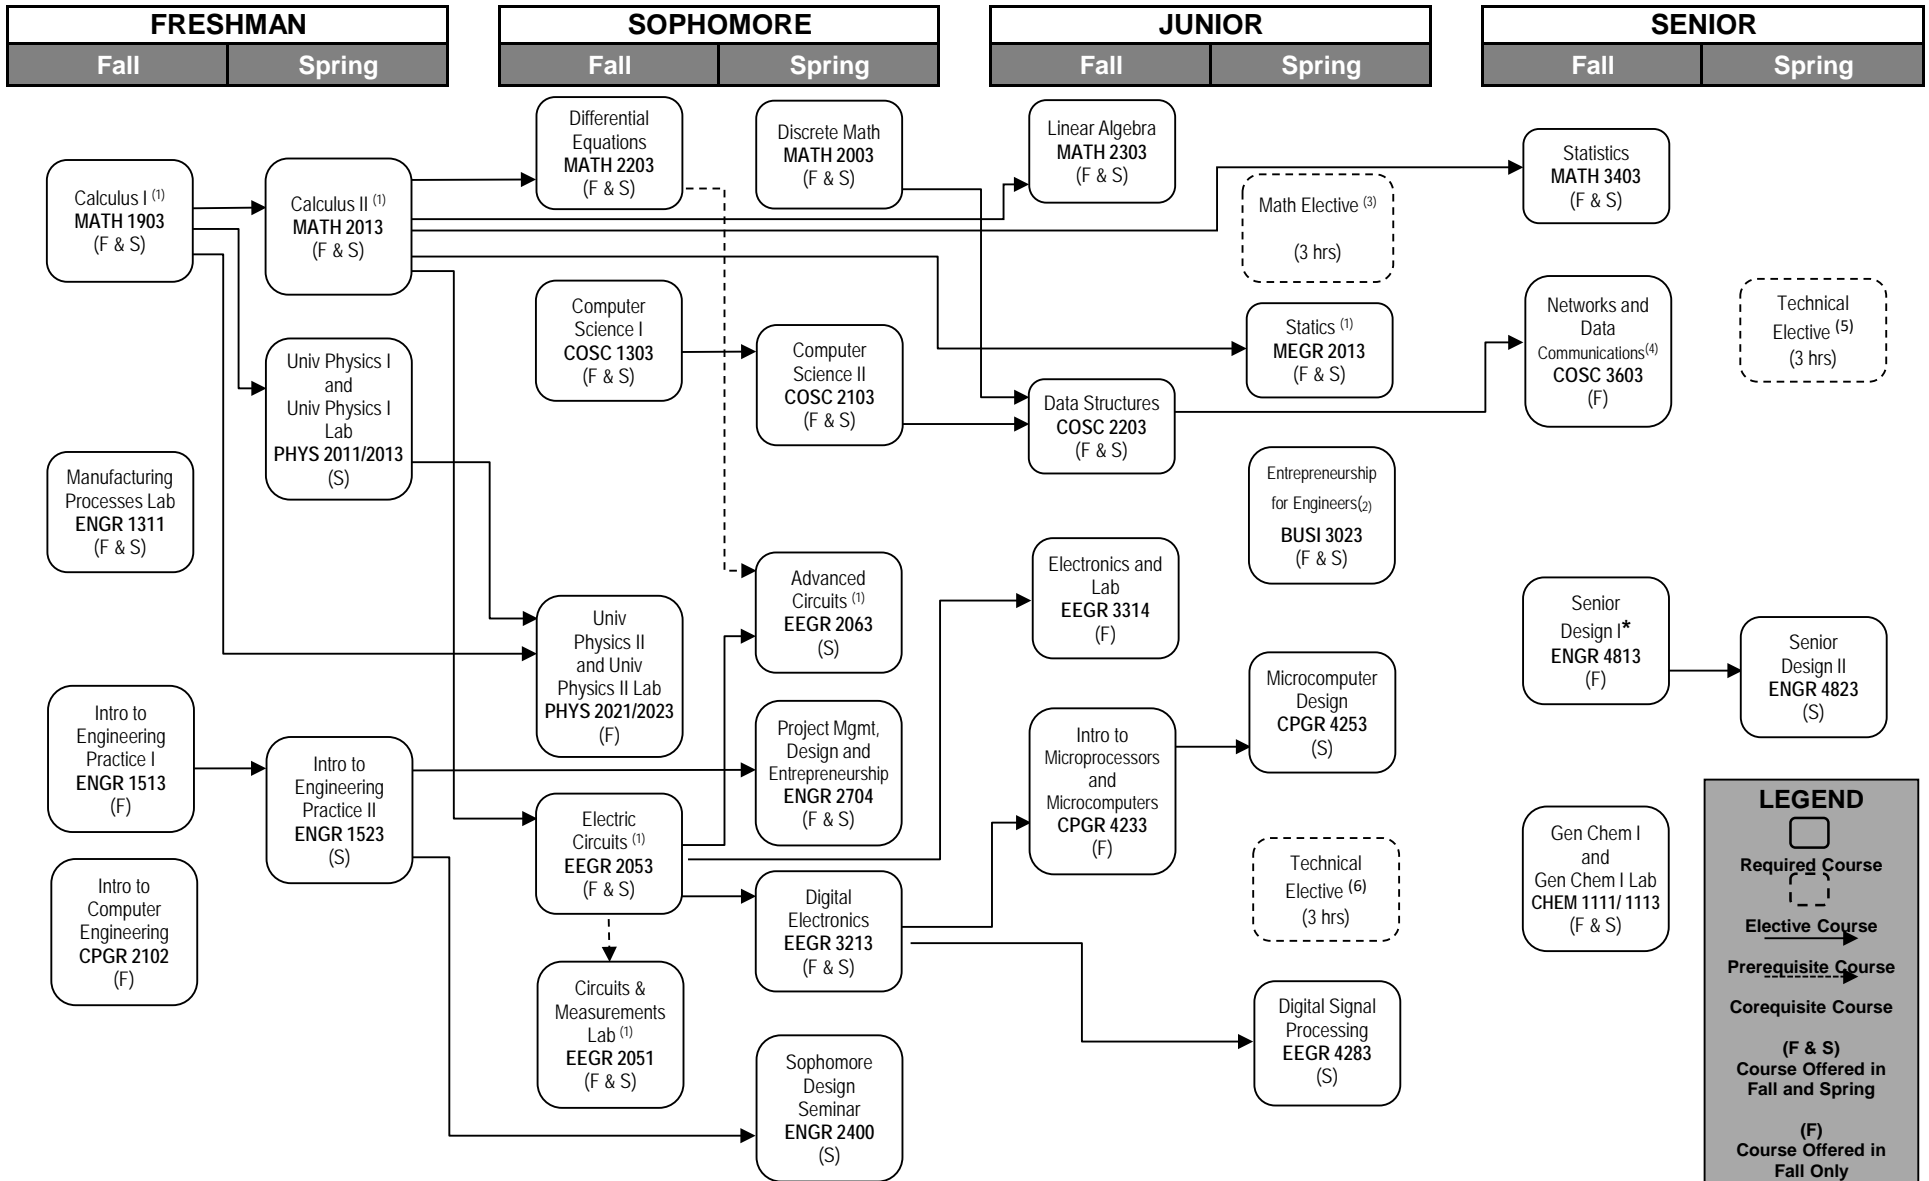 FRESHMAN
Fall
Spring
SOPHOMORE
Fall
Spring
JUNIOR
Fall
Spring
SENIOR
Fall
Spring
Calculus I (1)
MATH 1903
(F & S)
Manufacturing
Processes Lab
ENGR 1311
(F & S)
Intro to
Engineering
Practice I
ENGR 1513
(F)
Intro to
Computer
Engineering
CPGR 2102
(F)
Calculus II (1)
MATH 2013
(F & S)
Univ Physics I
and
Univ Physics I
Lab
PHYS 2011/2013
(S)
Intro to
Engineering
Practice II
ENGR 1523
(S)
Differential
Equations
MATH 2203
(F & S)
Computer
Science I
COSC 1303
(F & S)
Univ
Physics II
and Univ
Physics II Lab
PHYS 2021/2023
(F)
Electric
Circuits (1)
EEGR 2053
(F & S)
Circuits &
Measurements
Lab (1)
EEGR 2051
(F & S)
Discrete Math
MATH 2003
(F & S)
Computer
Science II
COSC 2103
(F & S)
Advanced
Circuits (1)
EEGR 2063
(S)
Project Mgmt,
Design and
Entrepreneurship
ENGR 2704
(F & S)
Digital
Electronics
EEGR 3213
(F & S)
Sophomore
Design
Seminar
ENGR 2400
(S)
Linear Algebra
MATH 2303
(F & S)
Data Structures
COSC 2203
(F & S)
Electronics and
Lab
EEGR 3314
(F)
Intro to
Microprocessors
and
Microcomputers
CPGR 4233
(F)
Math Elective (3)
(3 hrs)
Statics (1)
MEGR 2013
(F & S)
Entrepreneurship
for Engineers(2)
BUSI 3023
(F & S)
Microcomputer
Design
CPGR 4253
(S)
Technical
Elective (6)
(3 hrs)
Digital Signal
Processing
EEGR 4283
(S)
Statistics
MATH 3403
(F & S)
Networks and
Data
Communications(4)
COSC 3603
(F)
Senior
Design I*
ENGR 4813
(F)
Gen Chem I
and
Gen Chem I Lab
CHEM 1111/ 1113
(F & S)
Technical
Elective (5)
(3 hrs)
Senior
Design II
ENGR 4823
(S)
LEGEND
Required Course
Elective Course
Prerequisite Course
Corequisite Course
(F & S)
Course Offered in
Fall and Spring
(F)
Course Offered in
Fall Only